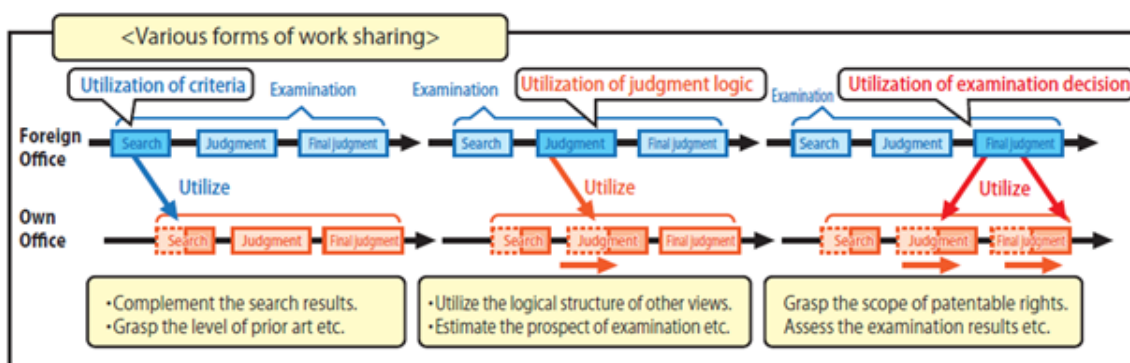 <Various forms of work sharing>
Utilization of criteria
Examination
Examination
Utilization of judgment logic
Examination
Utilization of examination decision
Foreign
Office
Search
Judgment
Final judgment
Search
Judgment
Final judgment
Search
Judgment
Final judgment
Utilize
Utilize
Utilize
Own
Office
Search
Judgment
Final judgment
Search
Judgment
Final judgment
Search
Judgment
Final judgment
•Complement the search results.
•Grasp the level of prior art etc.
•Utilize the logical structure of other views.
•Estimate the prospect of examination etc.
Grasp the scope of patentable rights.
Assess the examination results etc.